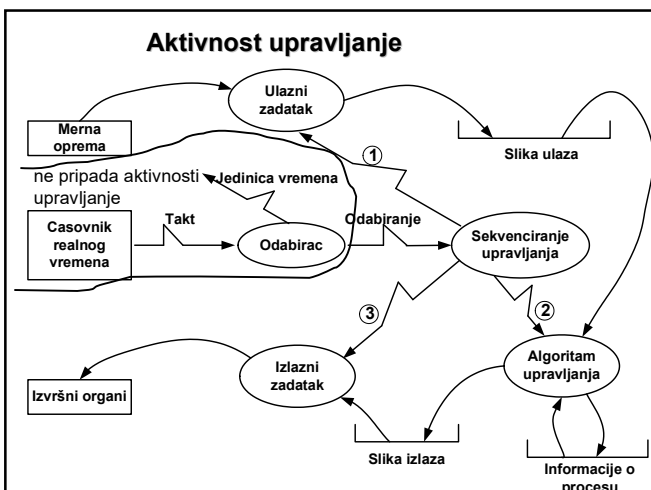 Aktivnost upravljanje
Ulazni
zadatak
Merna
oprema
Slika ulaza
1
ne pripada aktivnosti
upravljanje
Jedinica vremena
Casovnik
realnog
vremena
Takt
Odabirac
Odabiranje
Sekvenciranje
upravljanja
3
2
Izlazni
zadatak
Algoritam
upravljanja
Izvršni organi
Slika izlaza
Informacije o
procesu